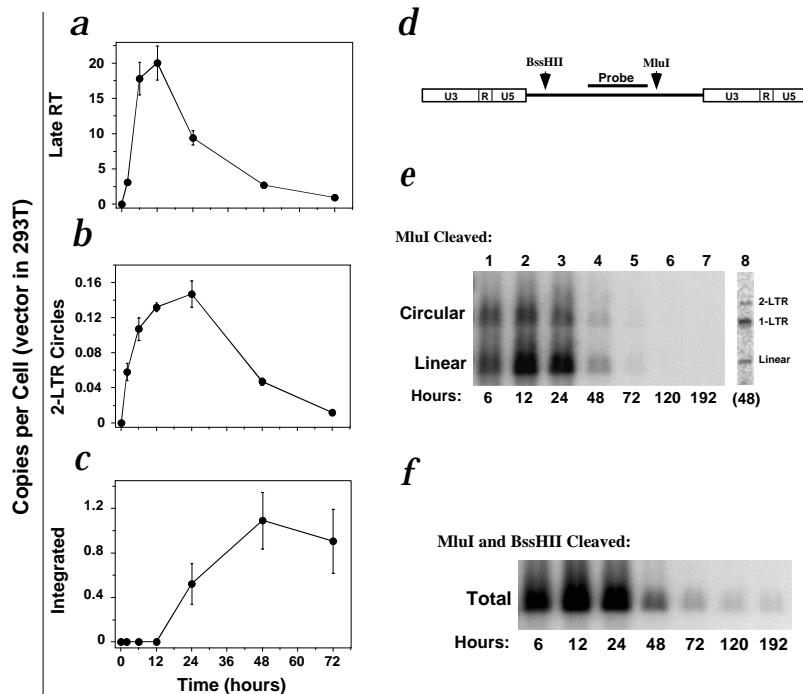 Copies per Cell (vector in 293T)
a
Late RT
20
15
10
5
0
b
2-LTR Circles
0.16
0.12
0.08
0.04
0
c
Integrated
1.2
0.8
0.4
0
0 12 24 36 48 60 72
Time (hours)
d
BssHII
MluI
Probe
U3 R U5
U3 R U5
e
MluI Cleaved:
1 2 3 4 5 6 7 8
Circular
Linear
2-LTR
1-LTR
Linear
Hours: 6 12 24 48 72 120 192 (48)
f
MluI and BssHII Cleaved:
Total
Hours: 6 12 24 48 72 120 192